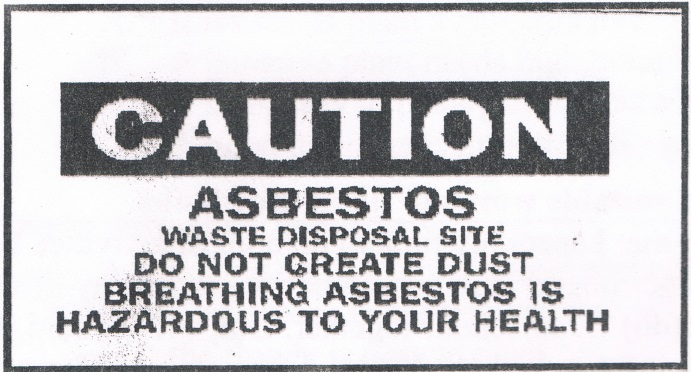 CAUTION
ASBESTOS
WASTE DISPOSAL SITE
DO NOT CREATE DUST
BREATHING ASBESTOS IS
HAZARDOUS TO YOUR HEALTH